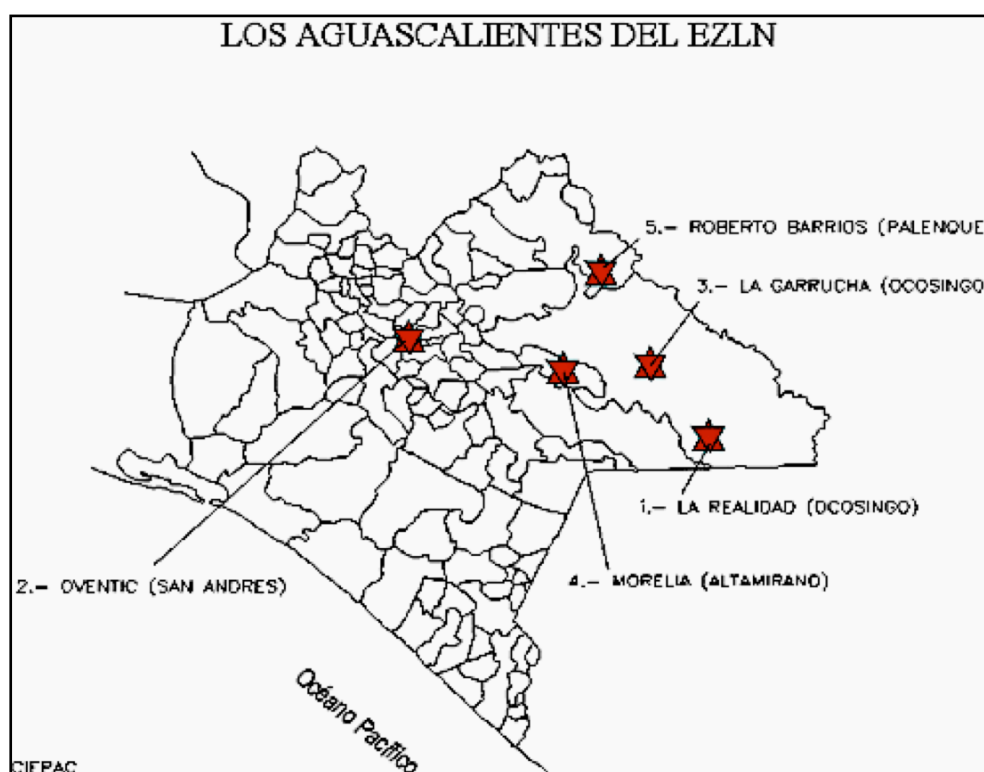 LOS AGUASCALIENTES DEL EZLN
5.- ROBERTO BARRIOS (PALENQUE
3.- LA GARRUCHA (OCOSINGO
1.- LA REALIDAD (OCOSINGO)
4.- MORELIA (ALTAMIRANO)
2.- OVENTIC (SAN ANDRES)
Océano Pacífico
CIEPAC